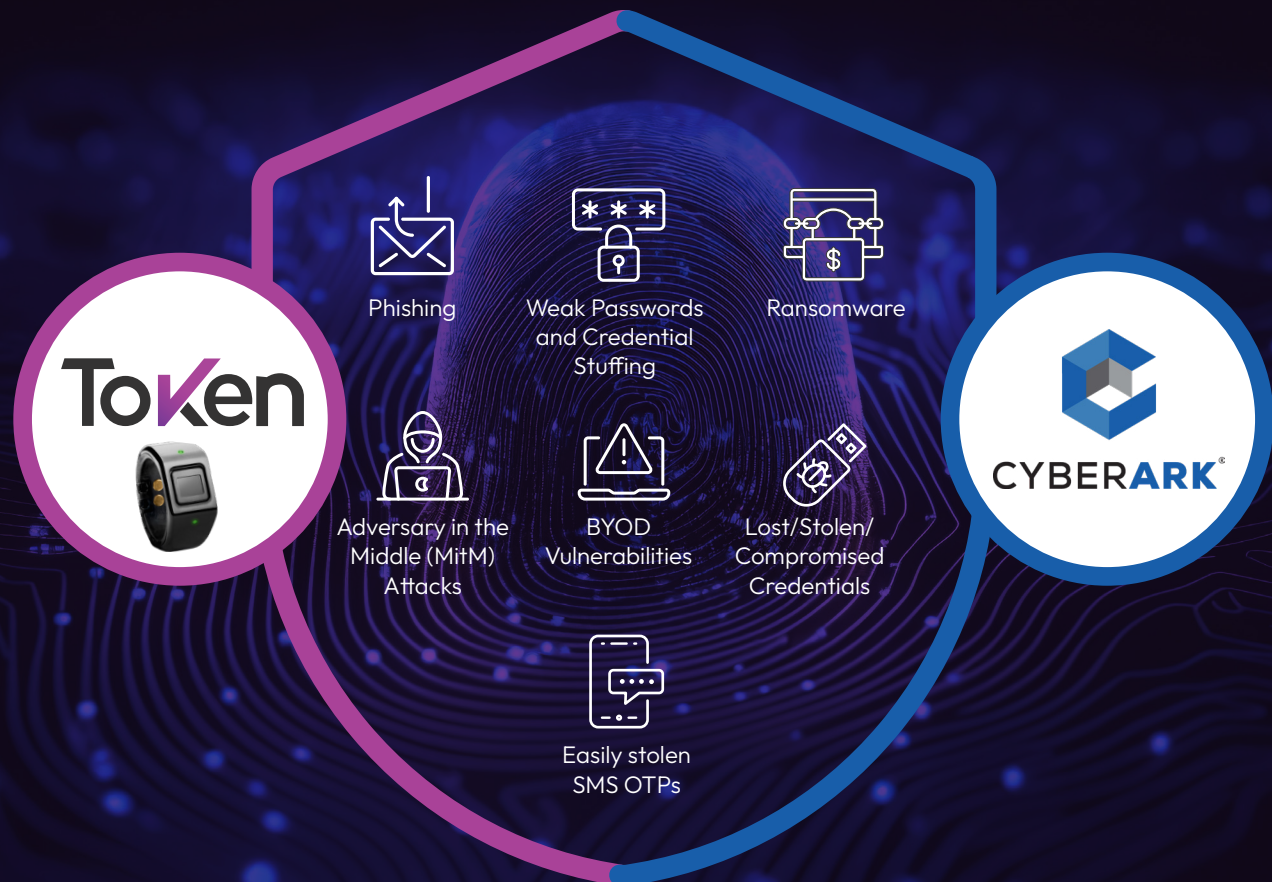 Phishing
Weak Passwords
and Credential
Stuffing
Ransomware
Token
CYBERARK®
Adversary in the
Middle (MitM)
Attacks
BYOD
Vulnerabilities
Lost/Stolen/
Compromised
Credentials
Easily stolen
SMS OTPs
* * *
$